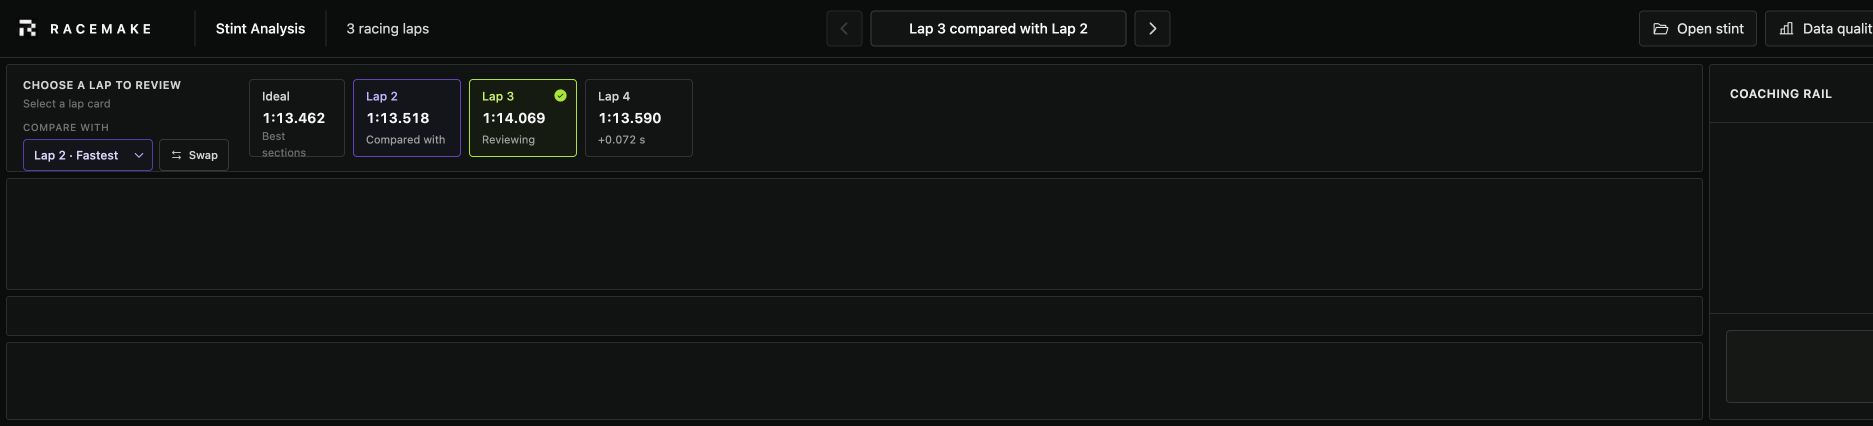 RACEMAKE
Stint Analysis
3 racing laps
Lap 3 compared with Lap 2
Open stint
Data qualit
CHOOSE A LAP TO REVIEW
Select a lap card
COMPARE WITH
Lap 2 · Fastest
Swap
Ideal
1:13.462
Best
sections
Lap 2
1:13.518
Compared with
Lap 3
1:14.069
Reviewing
Lap 4
1:13.590
+0.072 s
COACHING RAIL